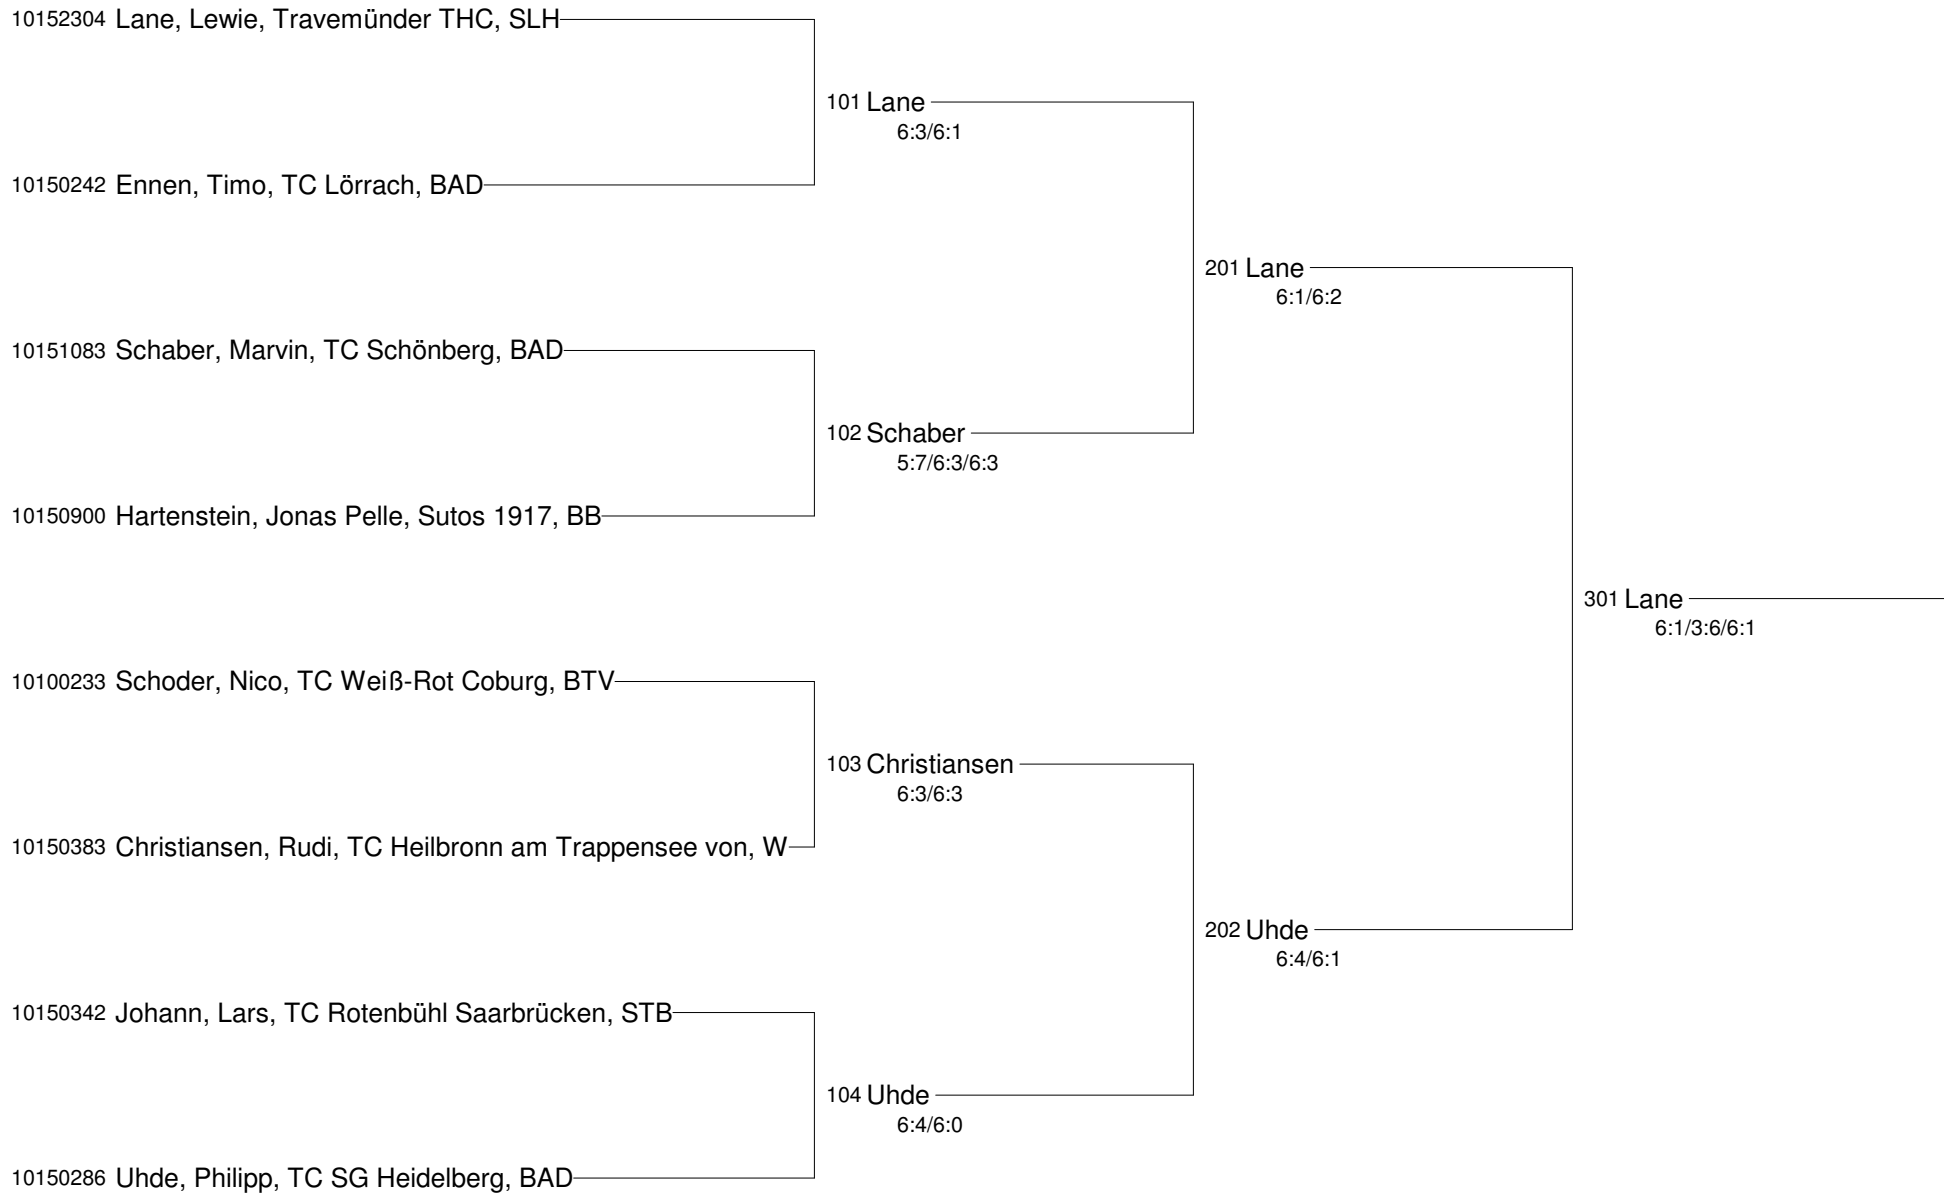 10152304 Lane, Lewie, Travemünder THC, SLH
101 Lane
6:3/6:1
10150242 Ennen, Timo, TC Lörrach, BAD
201 Lane
6:1/6:2
10151083 Schaber, Marvin, TC Schönberg, BAD
102 Schaber
5:7/6:3/6:3
10150900 Hartenstein, Jonas Pelle, Sutos 1917, BB
301 Lane
6:1/3:6/6:1
10100233 Schoder, Nico, TC Weiß-Rot Coburg, BTV
103 Christiansen
6:3/6:3
10150383 Christiansen, Rudi, TC Heilbronn am Trappensee von, W
202 Uhde
6:4/6:1
10150342 Johann, Lars, TC Rotenbühl Saarbrücken, STB
104 Uhde
6:4/6:0
10150286 Uhde, Philipp, TC SG Heidelberg, BAD